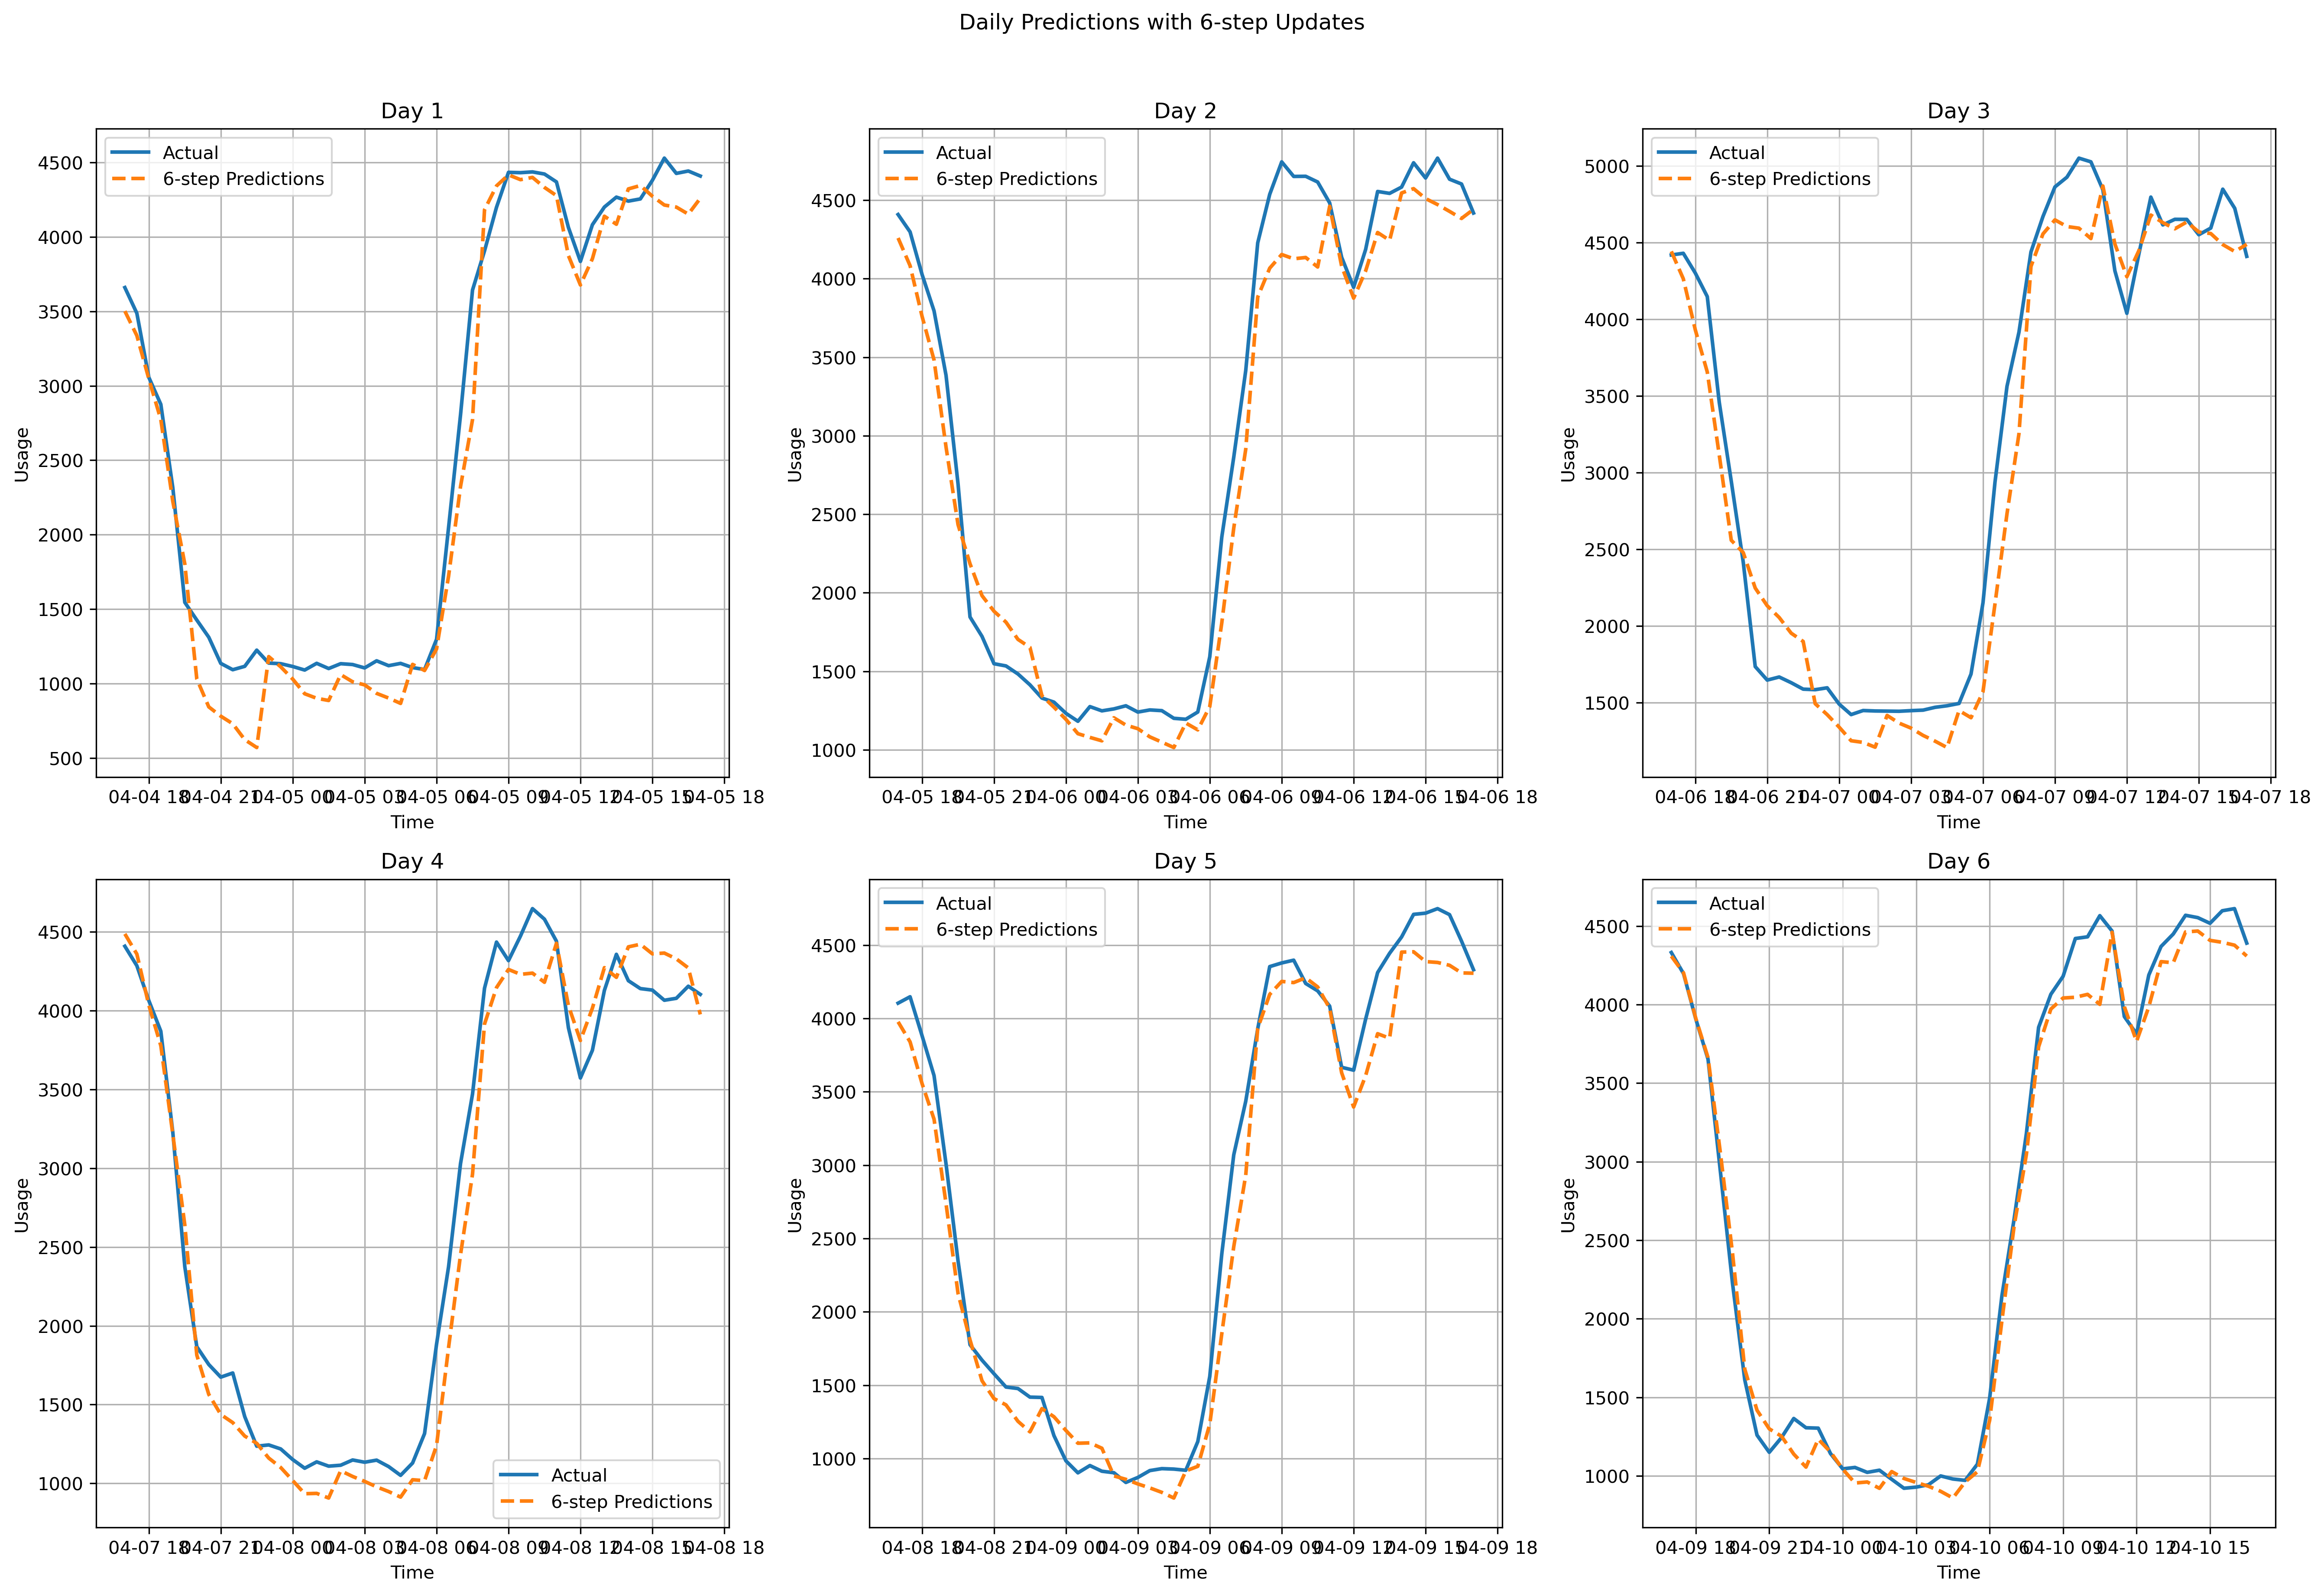 Daily Predictions with 6-step Updates
Day 1
Actual
6-step Predictions
4500
4000
3500
3000
2500
2000
1500
1000
500
Usage
04-04 18 04-04 21 04-05 00 04-05 03 04-05 06 04-05 09 04-05 12 04-05 15 04-05 18
Time
Day 2
Actual
6-step Predictions
4500
4000
3500
3000
2500
2000
1500
1000
Usage
04-05 18 04-05 21 04-06 00 04-06 03 04-06 06 04-06 09 04-06 12 04-06 15 04-06 18
Time
Day 3
Actual
6-step Predictions
5000
4500
4000
3500
3000
2500
2000
1500
Usage
04-06 18 04-06 21 04-07 00 04-07 03 04-07 06 04-07 09 04-07 12 04-07 15 04-07 18
Time
Day 4
4500
4000
3500
3000
2500
2000
1500
1000
Usage
Actual
6-step Predictions
04-07 18 04-07 21 04-08 00 04-08 03 04-08 06 04-08 09 04-08 12 04-08 15 04-08 18
Time
Day 5
Actual
6-step Predictions
4500
4000
3500
3000
2500
2000
1500
1000
Usage
04-08 18 04-08 21 04-09 00 04-09 03 04-09 06 04-09 09 04-09 12 04-09 15 04-09 18
Time
Day 6
Actual
6-step Predictions
4500
4000
3500
3000
2500
2000
1500
1000
Usage
04-09 18 04-09 21 04-10 00 04-10 03 04-10 06 04-10 09 04-10 12 04-10 15
Time